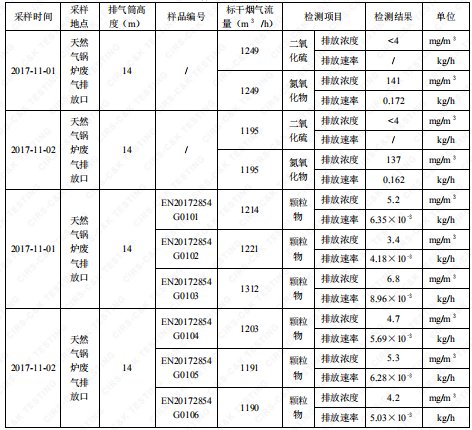 采样时间 采样地点 排气筒高度（m） 样品编号 标干烟气流量（m³ /h） 检测项目 检测结果 单位
2017-11-01 天然气锅炉废气排放口 14 / 1249 二氧化硫 排放浓度 <4 mg/m³
排放速率 / kg/h
1249 氮氧化物 排放浓度 141 mg/m³
排放速率 0.172 kg/h
2017-11-02 天然气锅炉废气排放口 14 / 1195 二氧化硫 排放浓度 <4 mg/m³
排放速率 / kg/h
1195 氮氧化物 排放浓度 137 mg/m³
排放速率 0.162 kg/h
2017-11-01 天然气锅炉废气排放口 14 EN20172854G0101 1214 颗粒物 排放浓度 5.2 mg/m³
排放速率 6.35×10⁻³ kg/h
EN20172854G0102 1221 颗粒物 排放浓度 3.4 mg/m³
排放速率 4.18×10⁻³ kg/h
EN20172854G0103 1312 颗粒物 排放浓度 6.8 mg/m³
排放速率 8.96×10⁻³ kg/h
2017-11-02 天然气锅炉废气排放口 14 EN20172854G0104 1203 颗粒物 排放浓度 4.7 mg/m³
排放速率 5.69×10⁻³ kg/h
EN20172854G0105 1191 颗粒物 排放浓度 5.3 mg/m³
排放速率 6.28×10⁻³ kg/h
EN20172854G0106 1190 颗粒物 排放浓度 4.2 mg/m³
排放速率 5.03×10⁻³ kg/h